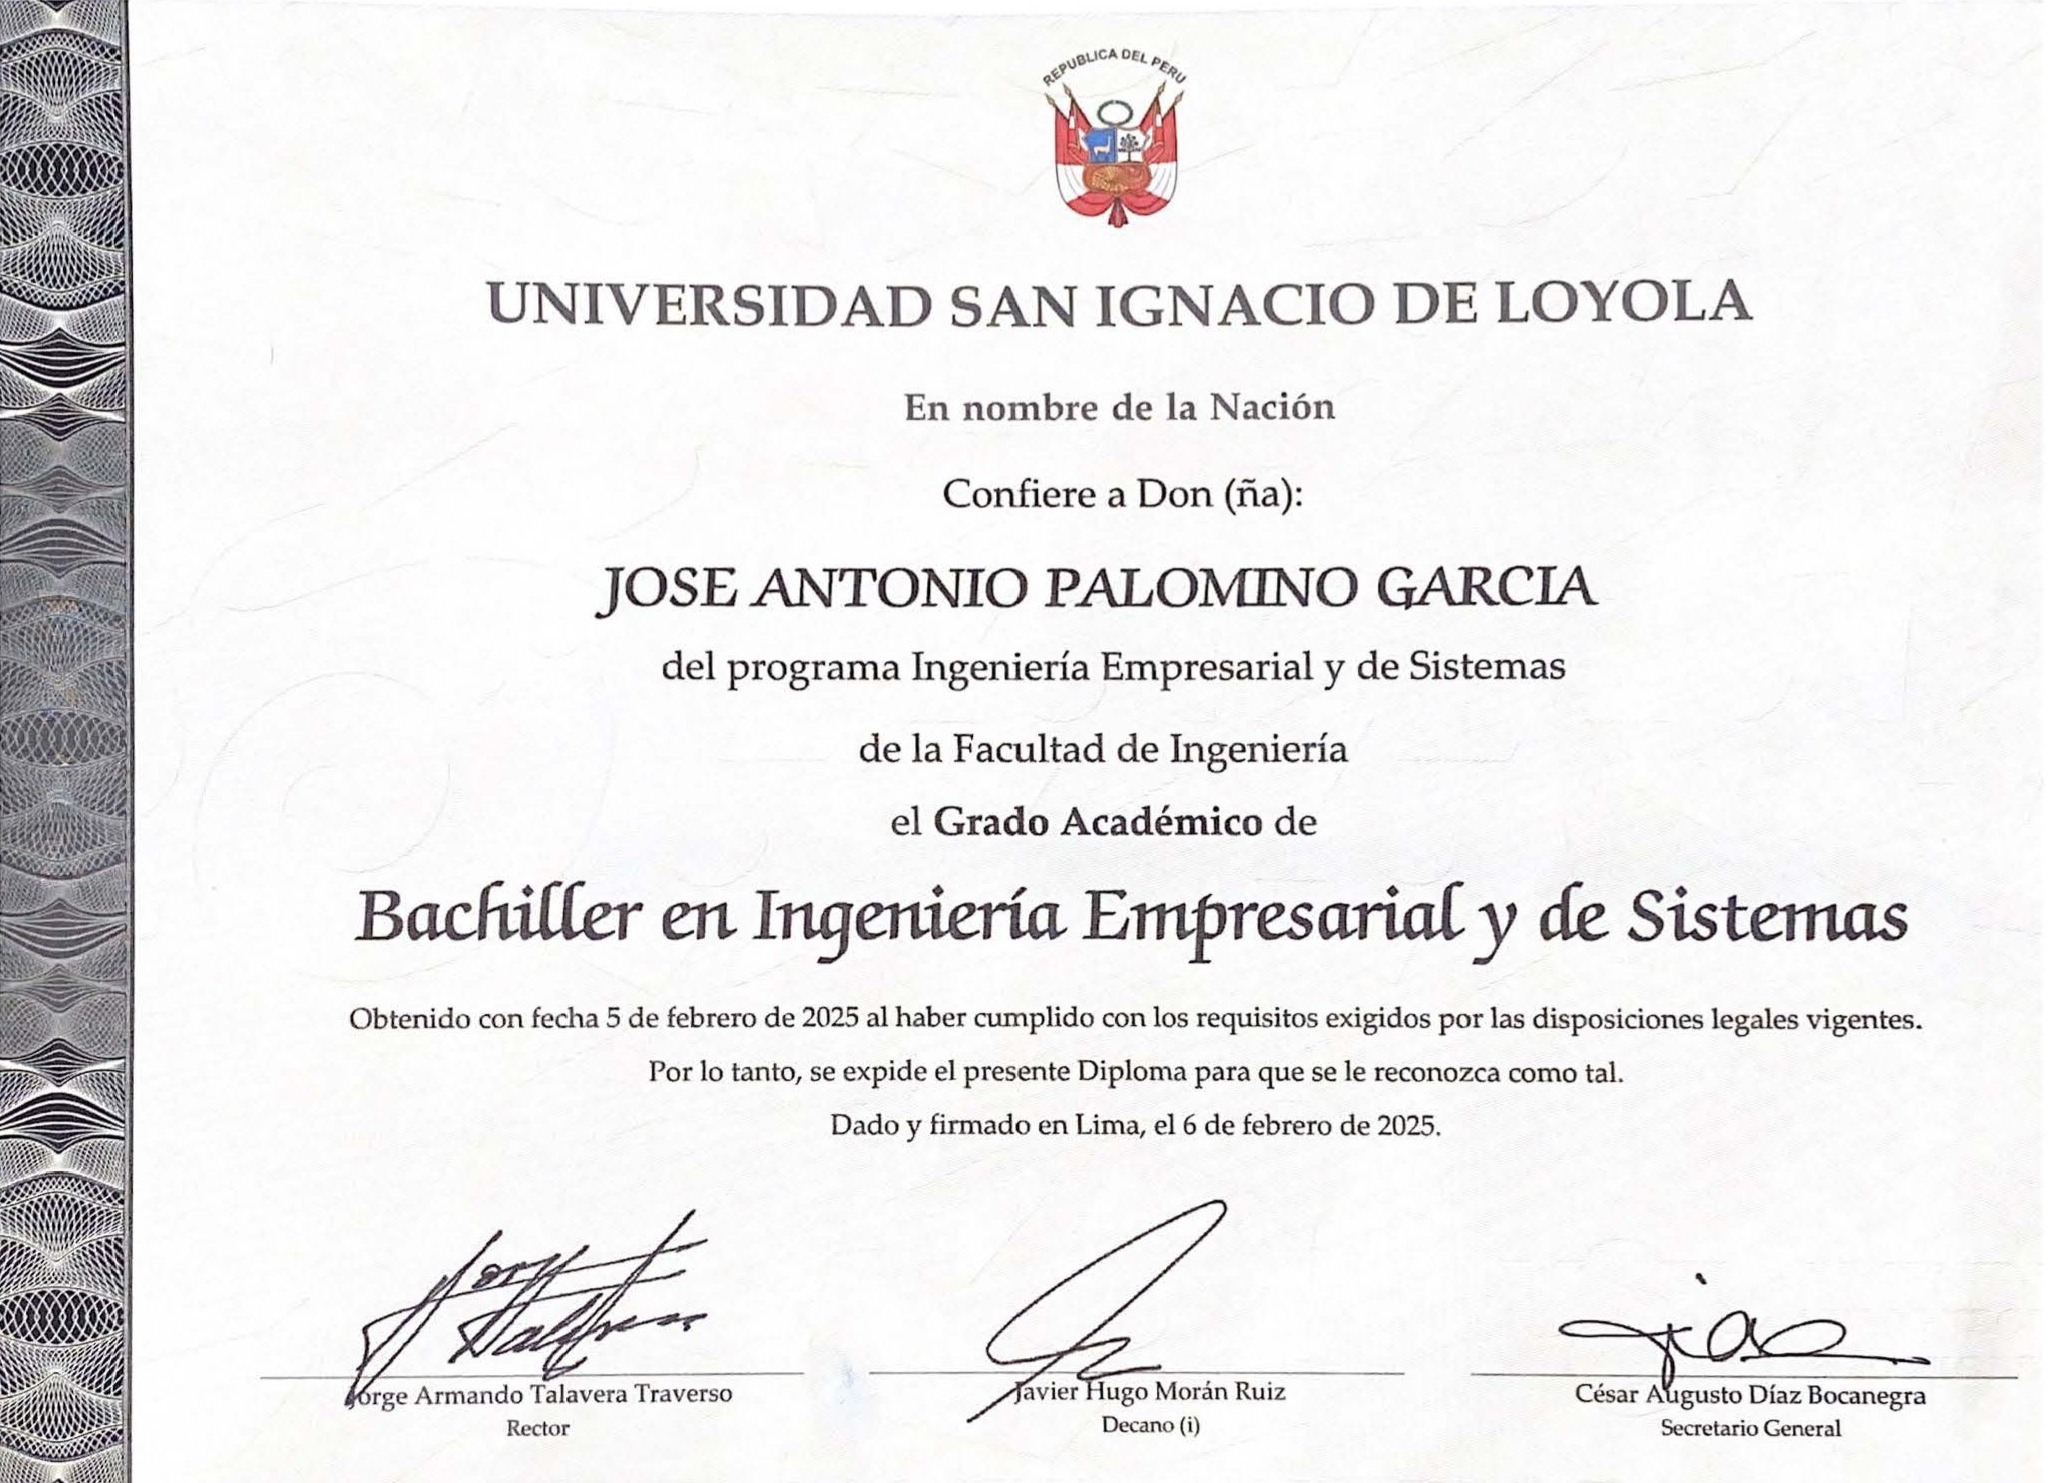 REPUBLICA DEL PERU
UNIVERSIDAD SAN IGNACIO DE LOYOLA
En nombre de la Nación
Confiere a Don (ña):
JOSE ANTONIO PALOMINO GARCIA
del programa Ingeniería Empresarial y de Sistemas
de la Facultad de Ingeniería
el Grado Académico de
Bachiller en Ingeniería Empresarial y de Sistemas
Obtenido con fecha 5 de febrero de 2025 al haber cumplido con los requisitos exigidos por las disposiciones legales vigentes.
Por lo tanto, se expide el presente Diploma para que se le reconozca como tal.
Dado y firmado en Lima, el 6 de febrero de 2025.
Jorge Armando Talavera Traverso
Rector
Javier Hugo Morán Ruiz
Decano (i)
César Augusto Díaz Bocanegra
Secretario General